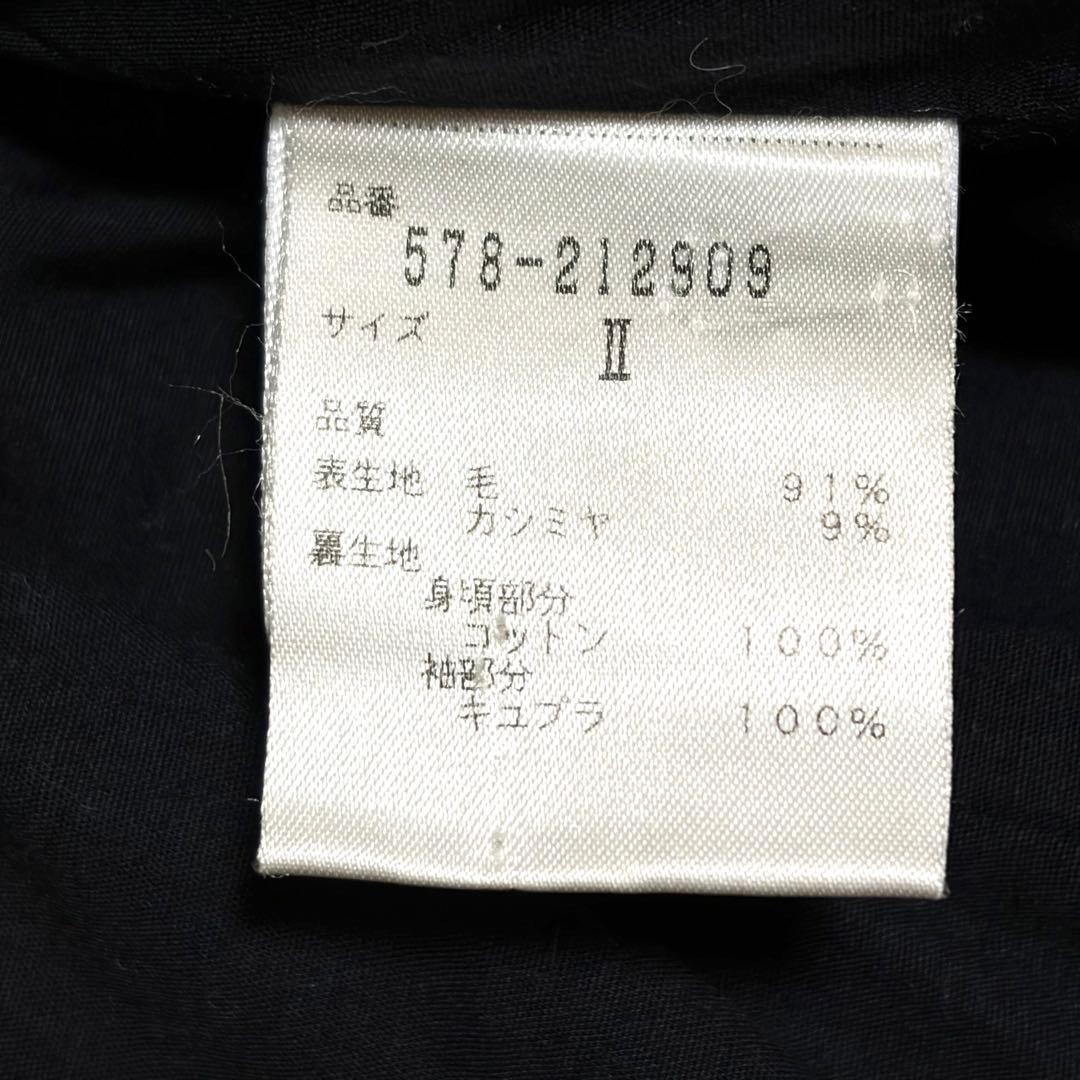 品番
578-212909
サイズ Ⅱ
品質
表生地 毛 91%
カシミヤ 9%
裏生地
身頃部分
コットン 100%
袖部分
キュプラ 100%